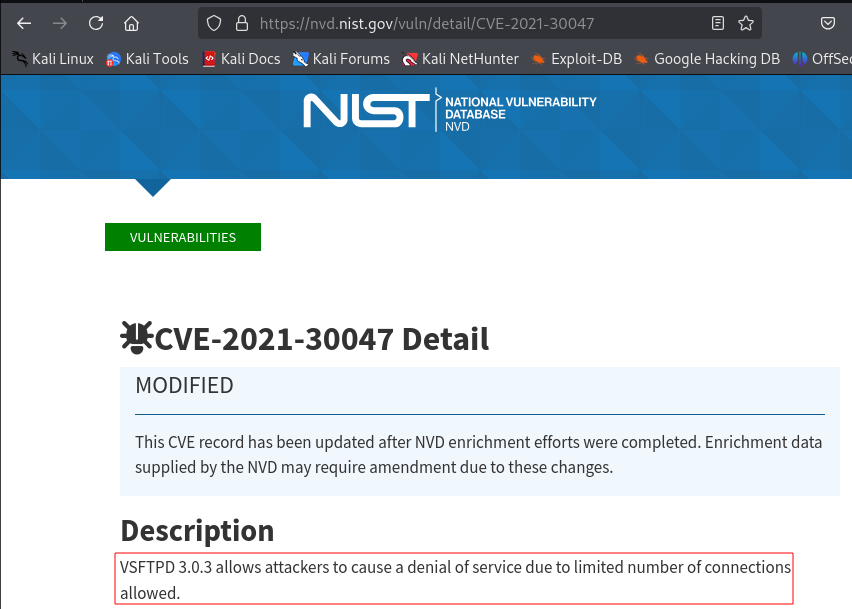 https://nvd.nist.gov/vuln/detail/CVE-2021-30047
Kali Linux Kali Tools Kali Docs Kali Forums Kali NetHunter Exploit-DB Google Hacking DB OffSec
NIST NATIONAL VULNERABILITY
DATABASE
NVD
VULNERABILITIES
CVE-2021-30047 Detail
MODIFIED
This CVE record has been updated after NVD enrichment efforts were completed. Enrichment data
supplied by the NVD may require amendment due to these changes.
Description
VSFTPD 3.0.3 allows attackers to cause a denial of service due to limited number of connections
allowed.